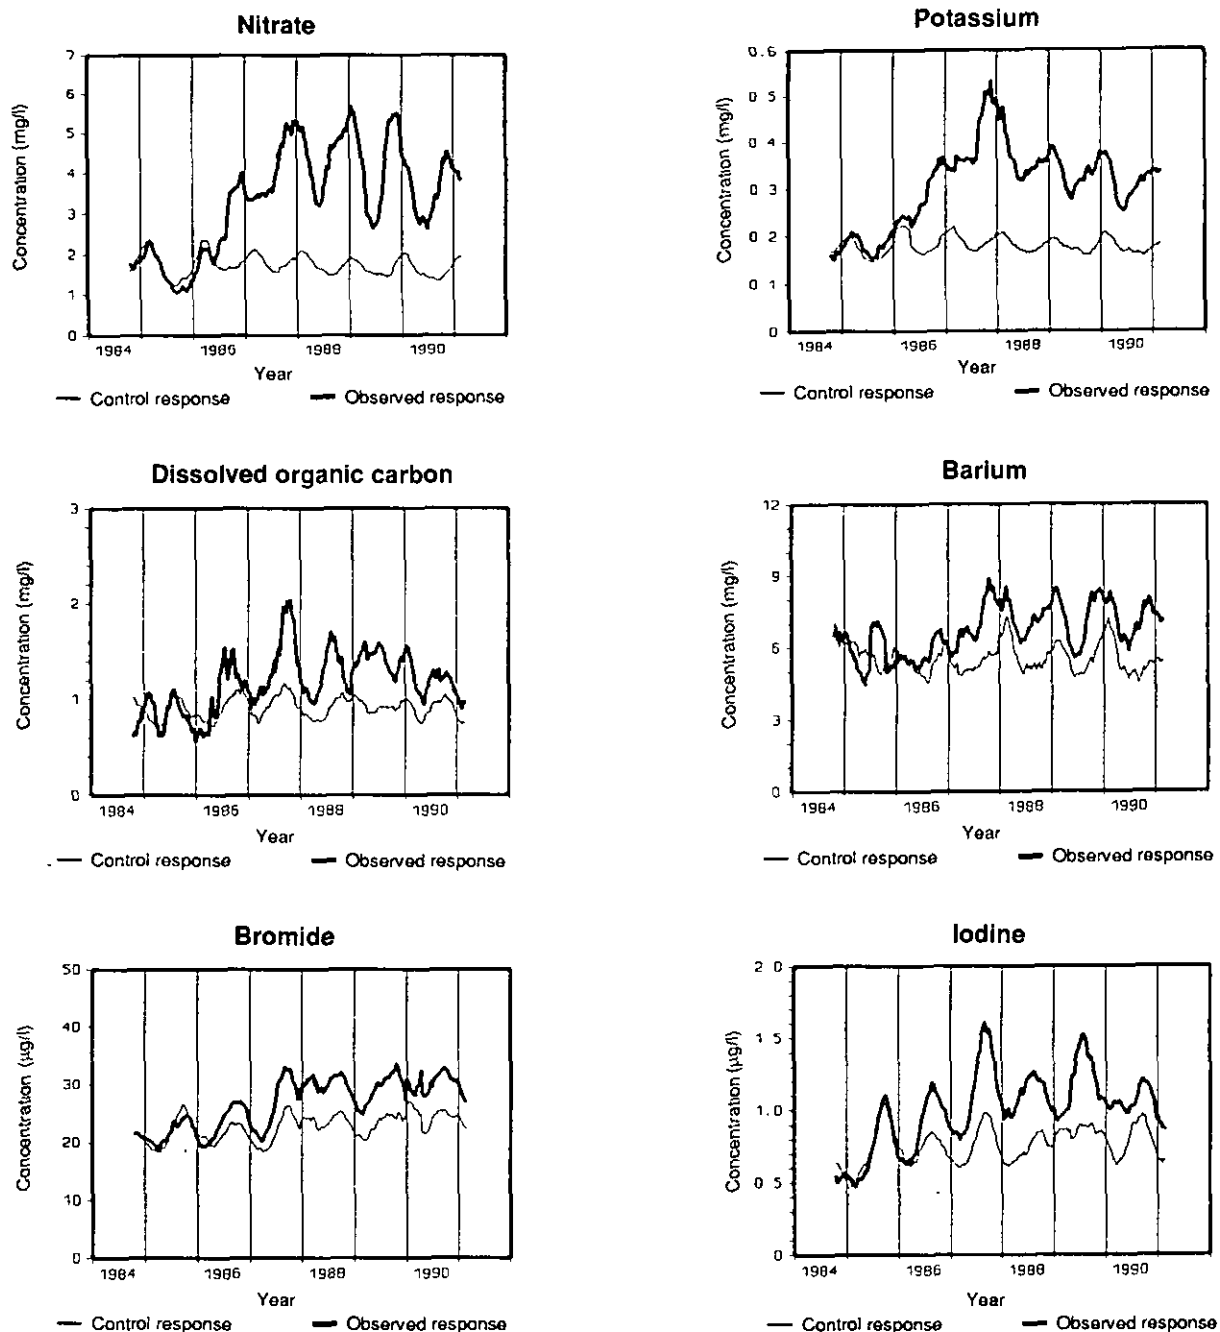 Nitrate
7
6
5
4
3
2
1
0
Concentration (mg/l)
1984 1986 1988 1990
Year
Control response Observed response
Potassium
0.6
0 5
0 4
0 3
0 2
0 1
0
Concentration (mg/l)
1984 1986 1988 1990
Year
Control response Observed response
Dissolved organic carbon
3
2
1
0
Concentration (mg/l)
1984 1986 1988 1990
Year
Control response Observed response
Barium
12
9
6
3
0
Concentration (mg/l)
1984 1986 1988 1990
Year
Control response Observed response
Bromide
50
40
30
20
10
0
Concentration (µg/l)
1984 1986 1988 1990
Year
Control response Observed response
Iodine
2 0
1 5
1 0
0 5
0
Concentration (µg/l)
1984 1986 1988 1990
Year
Control response Observed response